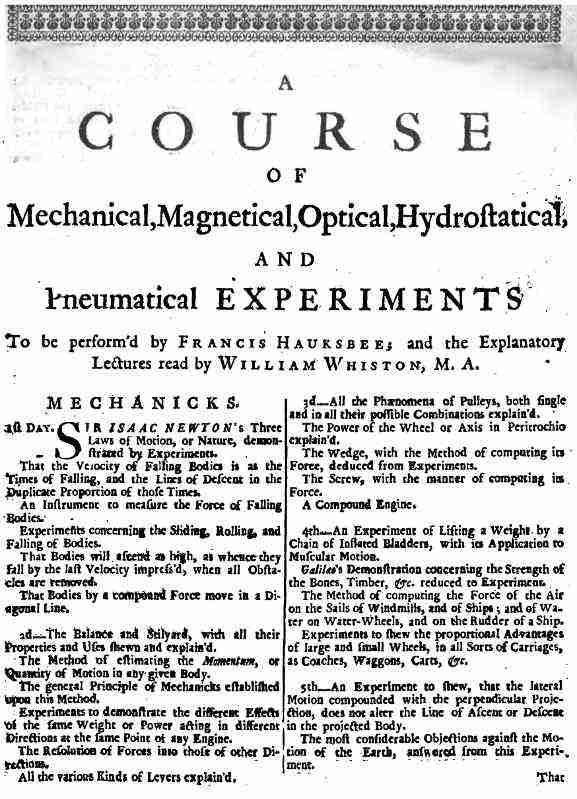 A
COURSE
OF
Mechanical, Magnetical, Optical, Hydroſtatical,
AND
Pneumatical EXPERIMENTS
To be perform'd by FRANCIS HAUKSBEE; and the Explanatory
Lectures read by WILLIAM WHISTON, M. A.
MECHANICKS.
1ſt DAY. SIR ISAAC NEWTON's Three
Laws of Motion, or Nature, demon-
ſtrated by Experiments.
That the Velocity of Falling Bodies is as the
Times of Falling, and the Lines of Deſcent in the
Duplicate Proportion of thoſe Times.
An Inſtrument to meaſure the Force of Falling
Bodies.
Experiments concerning the Sliding, Rolling, and
Falling of Bodies.
That Bodies will aſcend as high, as whence they
fall by the laſt Velocity impreſs'd, when all Obſta-
cles are removed.
That Bodies by a compound Force move in a Di-
agonal Line.
2d—The Balance and Stilyard, with all their
Properties and Uſes ſhewn and explain'd.
The Method of eſtimating the Momentum, or
Quantity of Motion in any given Body.
The general Principle of Mechanicks eſtabliſhed
upon this Method.
Experiments to demonſtrate the different Effects
of the ſame Weight or Power acting in different
Directions at the ſame Point of any Engine.
The Reſolution of Forces into thoſe of other Di-
rections.
All the various Kinds of Levers explain'd.
3d—All the Phænomena of Pulleys, both ſingle
and in all their poſſible Combinations explain'd.
The Power of the Wheel or Axis in Peritrochio
explain'd.
The Wedge, with the Method of computing its
Force, deduced from Experiments.
The Screw, with the manner of computing its
Force.
A Compound Engine.
4th—An Experiment of Lifting a Weight by a
Chain of Inflated Bladders, with its Application to
Muſcular Motion.
Galileo's Demonſtration concerning the Strength of
the Bones, Timber, &c. reduced to Experiment.
The Method of computing the Force of the Air
on the Sails of Windmills, and of Ships; and of Wa-
ter on Water-Wheels, and on the Rudder of a Ship.
Experiments to ſhew the proportional Advantages
of large and ſmall Wheels, in all Sorts of Carriages,
as Coaches, Waggons, Carts, &c.
5th—An Experiment to ſhew, that the lateral
Motion compounded with the perpendicular Projec-
ction, does not alter the Line of Aſcent or Deſcent
in the projected Body.
The moſt conſiderable Objections againſt the Mo-
tion of the Earth, anſwered from this Experi-
ment.
That